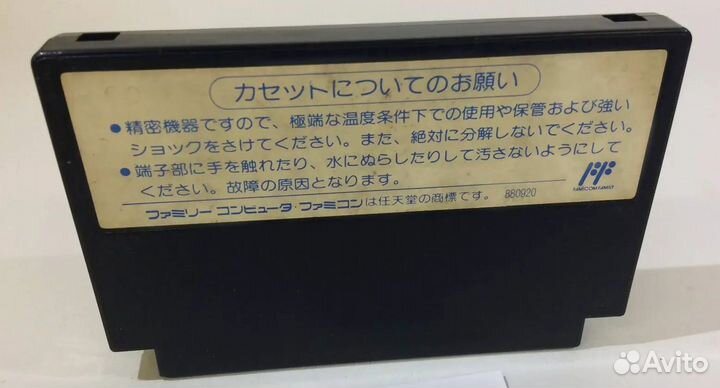 カセットについてのお願い
●精密機器ですので、極端な温度条件下での使用や保管および強い
ショックをさけてください。また、絶対に分解しないでください。
●端子部に手を触れたり、水にぬらしたりして汚さないようにして
ください。故障の原因となります。
FAMICOM FAMILY
ファミリー コンピュータ・ファミコンは任天堂の商標です。 880920
Avito